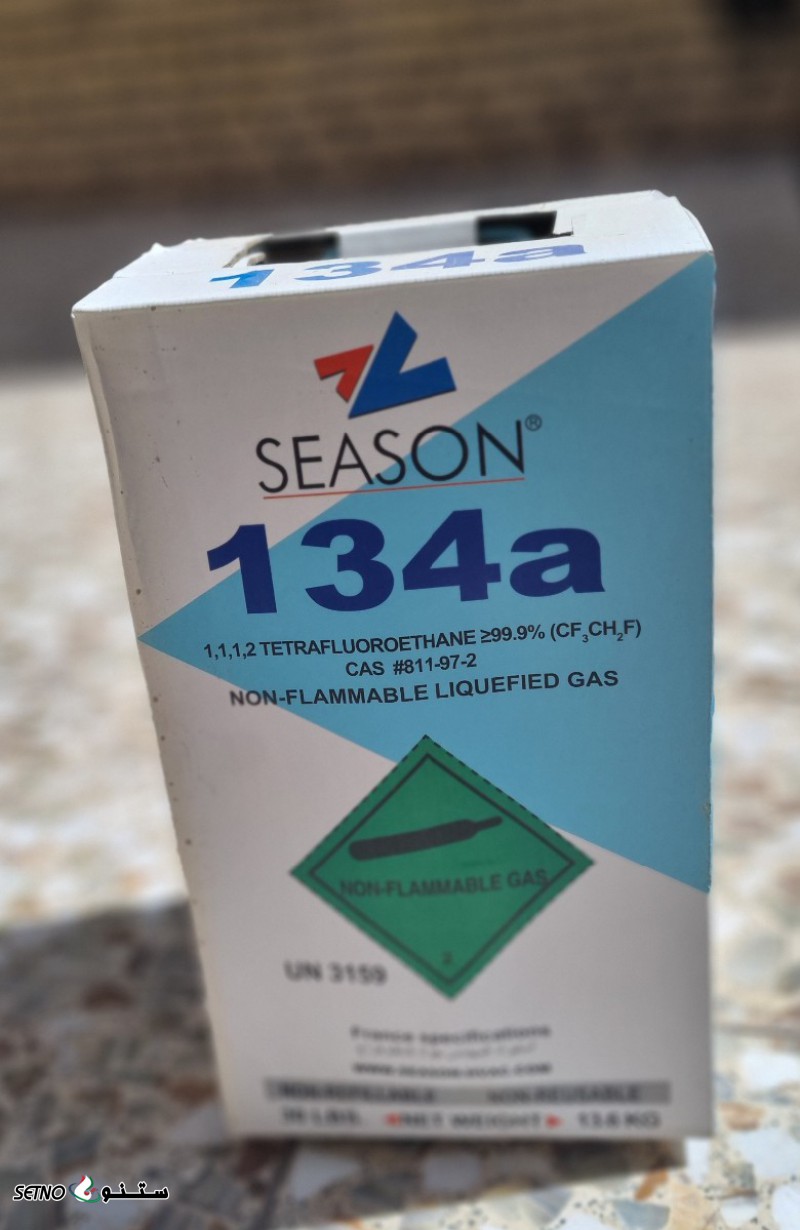 134a
SEASON®
134a
1,1,1,2 TETRAFLUOROETHANE ≥99.9% (CF₃CH₂F)
CAS #811-97-2
NON-FLAMMABLE LIQUEFIED GAS
NON-FLAMMABLE GAS
2
UN 3159
France specifications
NON-REFILLABLE NON-REUSABLE
30 LBS. NET WEIGHT 13.6 KG
SETNO ستنو